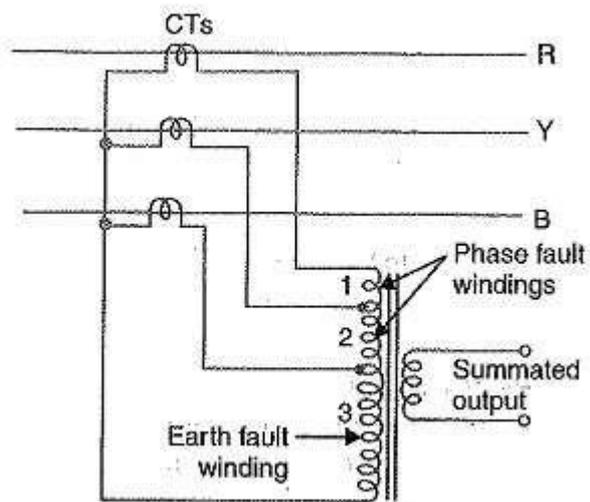 CTs
R
Y
B
Phase fault
windings
1
2
3
Summated
output
Earth fault
winding